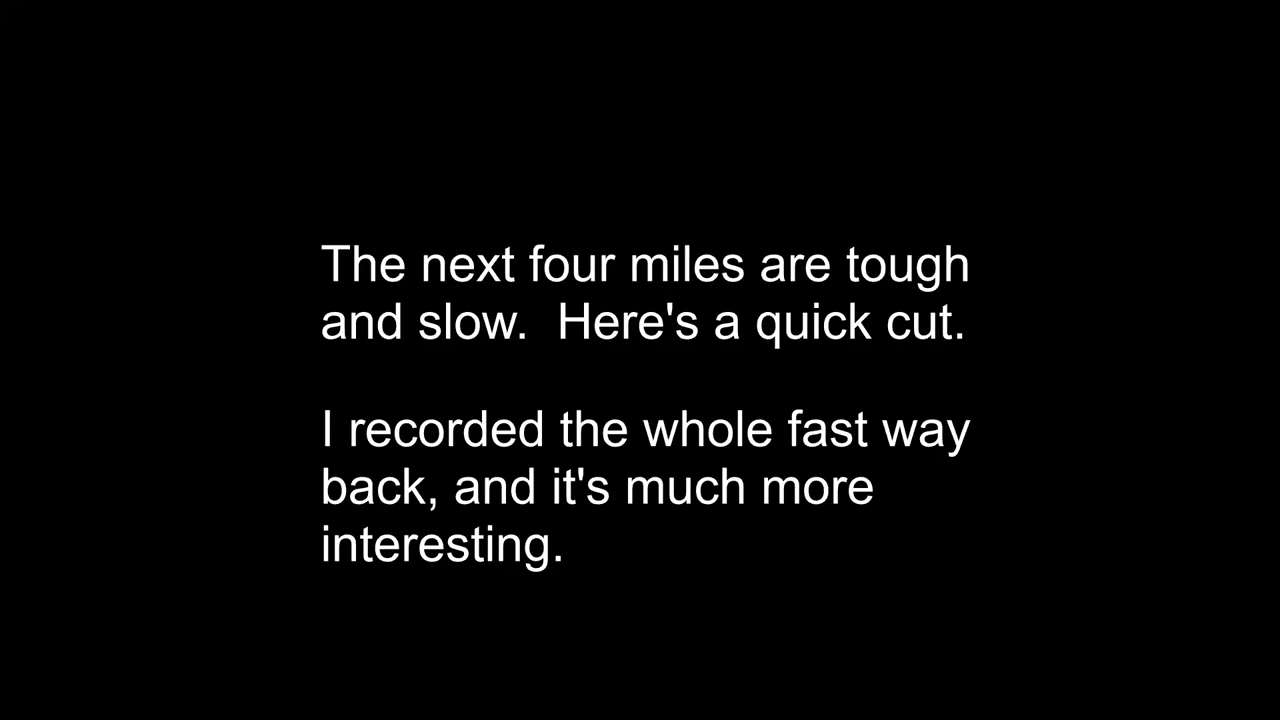 The next four miles are tough
and slow.  Here's a quick cut.
I recorded the whole fast way
back, and it's much more
interesting.